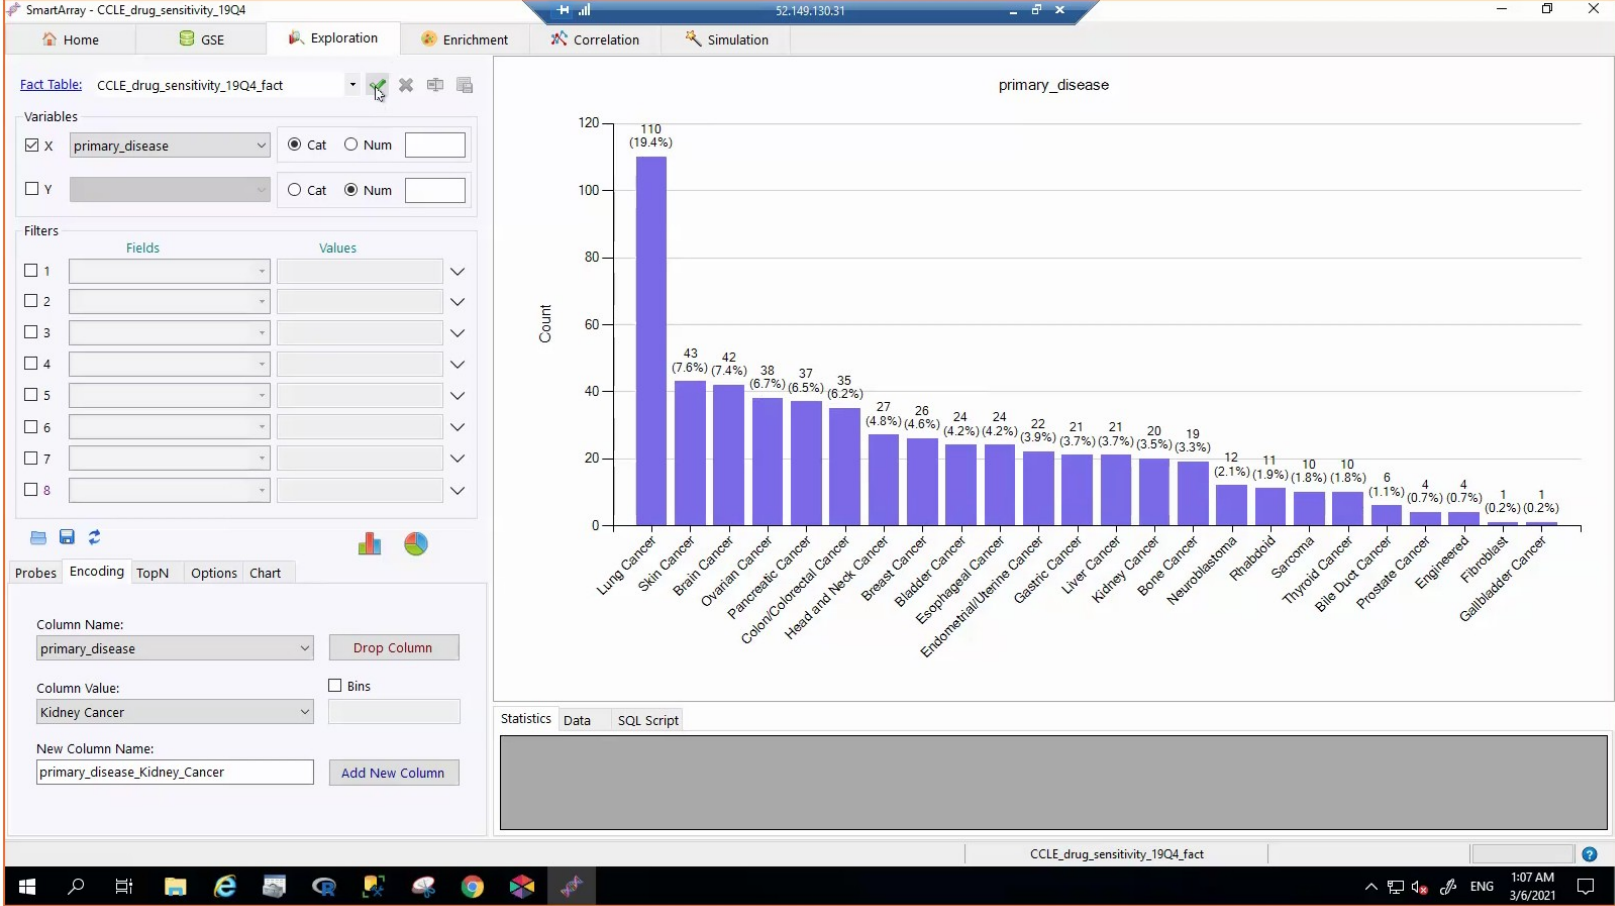 SmartArray - CCLE_drug_sensitivity_19Q4
52.149.130.31
Home
GSE
Exploration
Enrichment
Correlation
Simulation
Fact Table:
CCLE_drug_sensitivity_19Q4_fact
Variables
X
primary_disease
Cat
Num
Y
Cat
Num
Filters
Fields
Values
1
2
3
4
5
6
7
8
Probes
Encoding
TopN
Options
Chart
Column Name:
primary_disease
Drop Column
Column Value:
Bins
Kidney Cancer
New Column Name:
primary_disease_Kidney_Cancer
Add New Column
primary_disease
Count
120
100
80
60
40
20
0
110
(19.4%)
43
(7.6%)
42
(7.4%)
38
(6.7%)
37
(6.5%)
35
(6.2%)
27
(4.8%)
26
(4.6%)
24
(4.2%)
24
(4.2%)
22
(3.9%)
21
(3.7%)
21
(3.7%)
20
(3.5%)
19
(3.3%)
12
(2.1%)
11
(1.9%)
10
(1.8%)
10
(1.8%)
6
(1.1%)
4
(0.7%)
4
(0.7%)
1
(0.2%)
1
(0.2%)
Lung Cancer
Skin Cancer
Brain Cancer
Ovarian Cancer
Pancreatic Cancer
Colon/Colorectal Cancer
Head and Neck Cancer
Breast Cancer
Bladder Cancer
Esophageal Cancer
Endometrial/Uterine Cancer
Gastric Cancer
Liver Cancer
Kidney Cancer
Bone Cancer
Neuroblastoma
Rhabdoid
Sarcoma
Thyroid Cancer
Bile Duct Cancer
Prostate Cancer
Engineered
Fibroblast
Gallbladder Cancer
Statistics
Data
SQL Script
CCLE_drug_sensitivity_19Q4_fact
ENG
1:07 AM
3/6/2021